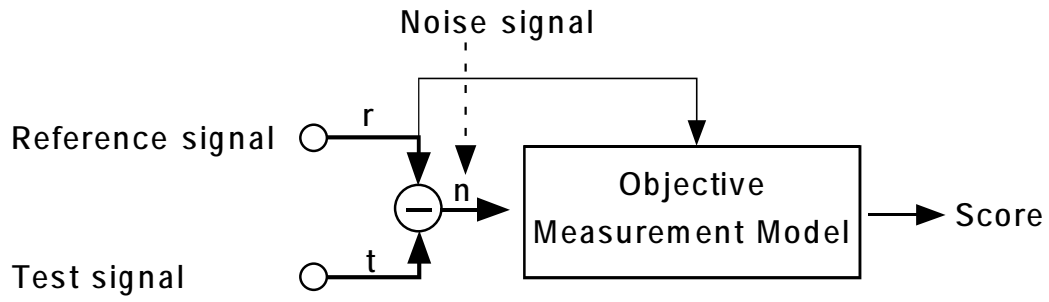 Noise signal
r
Reference signal
n
Objective
Measurement Model
Score
t
Test signal